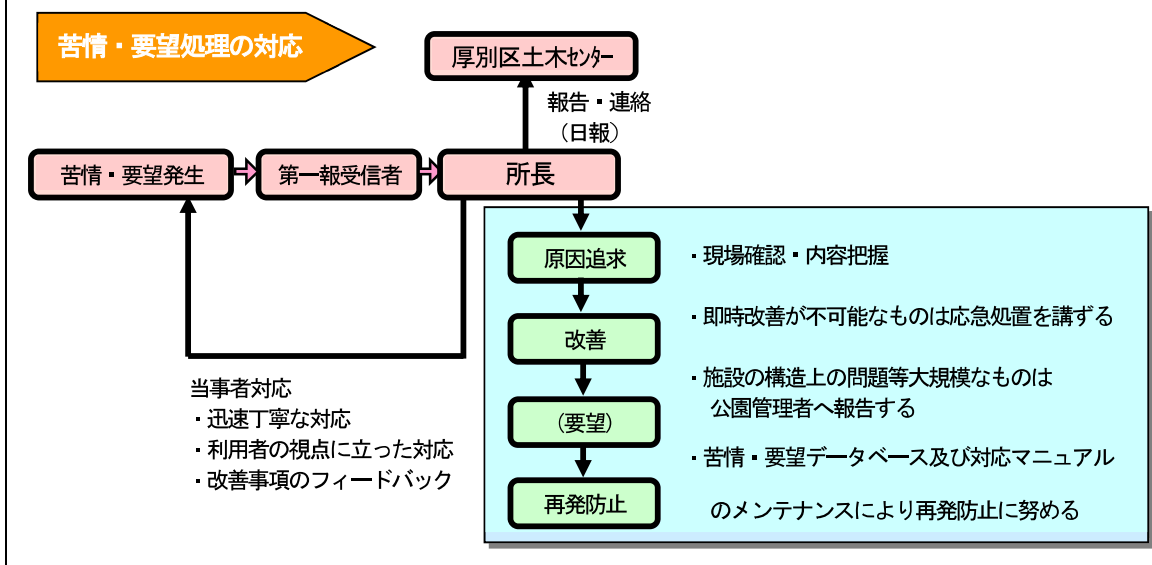 苦情・要望処理の対応
厚別区土木ｾﾝﾀｰ
報告・連絡
（日報）
苦情・要望発生
第一報受信者
所長
原因追求
・現場確認・内容把握
改善
・即時改善が不可能なものは応急処置を講ずる
（要望）
・施設の構造上の問題等大規模なものは
公園管理者へ報告する
再発防止
・苦情・要望データベース及び対応マニュアル
のメンテナンスにより再発防止に努める
当事者対応
・迅速丁寧な対応
・利用者の視点に立った対応
・改善事項のフィードバック